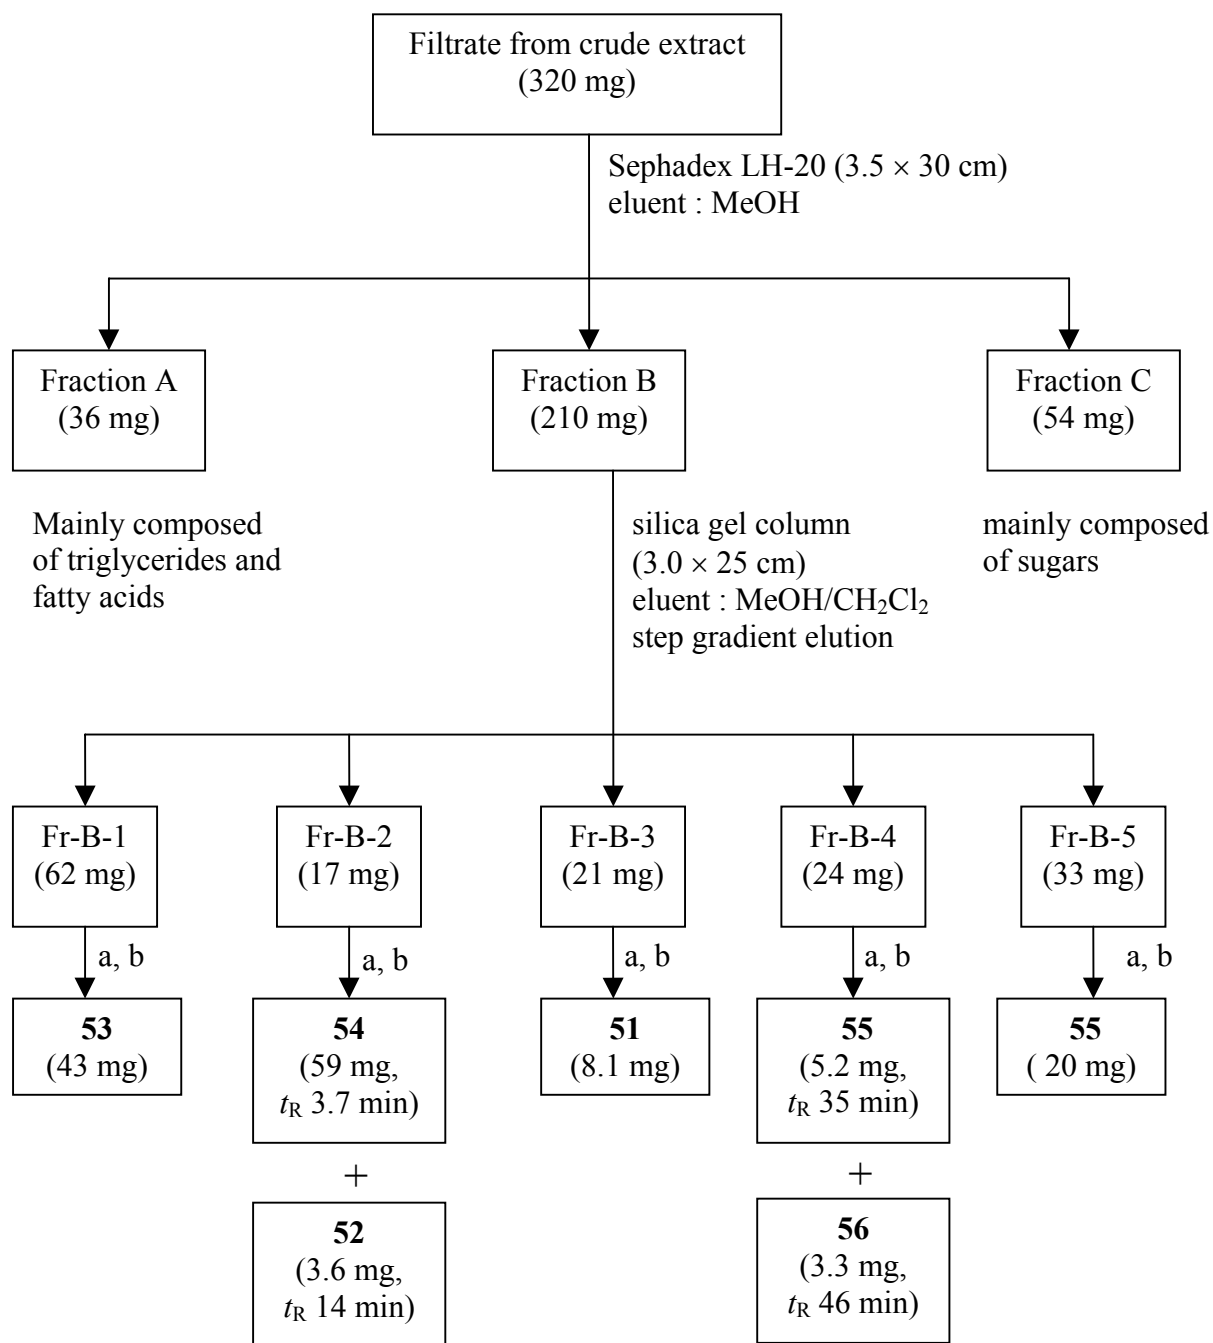 Filtrate from crude extract
(320 mg)
Sephadex LH-20 (3.5 × 30 cm)
eluent : MeOH
Fraction A
(36 mg)
Fraction B
(210 mg)
Fraction C
(54 mg)
Mainly composed
of triglycerides and
fatty acids
silica gel column
(3.0 × 25 cm)
eluent : MeOH/CH₂Cl₂
step gradient elution
mainly composed
of sugars
Fr-B-1
(62 mg)
Fr-B-2
(17 mg)
Fr-B-3
(21 mg)
Fr-B-4
(24 mg)
Fr-B-5
(33 mg)
a, b
a, b
a, b
a, b
a, b
53
(43 mg)
54
(59 mg,
tR 3.7 min)
51
(8.1 mg)
55
(5.2 mg,
tR 35 min)
55
( 20 mg)
+
+
52
(3.6 mg,
tR 14 min)
56
(3.3 mg,
tR 46 min)